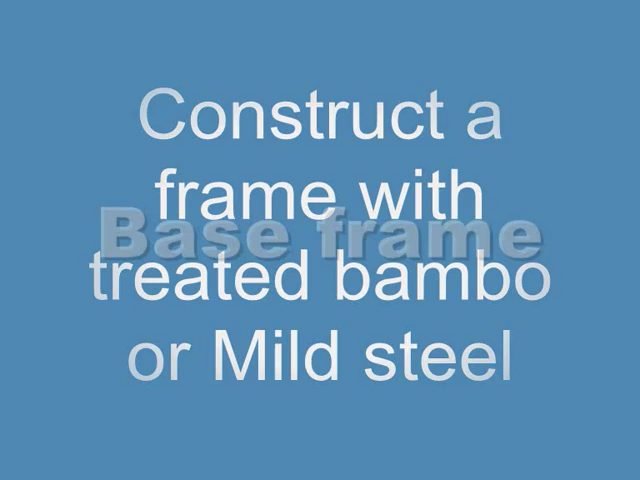 Construct a
frame with
Base frame
treated bambo
or Mild steel